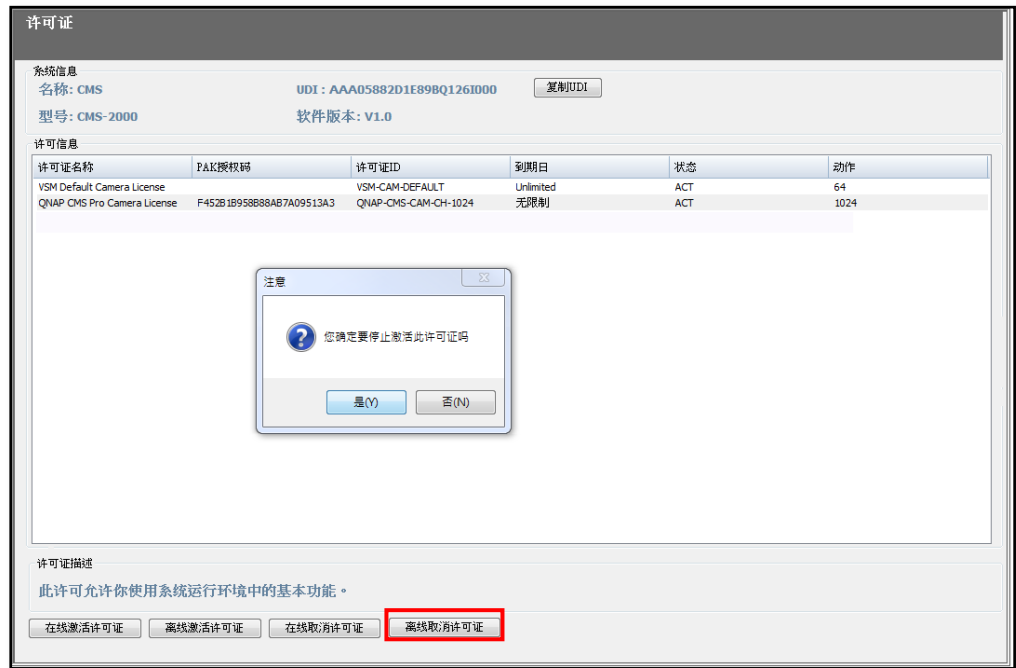 许可证
系统信息
名称: CMS UDI : AAA05882D1E89BQ126I000 复制UDI
型号: CMS-2000 软件版本: V1.0
许可信息
许可证名称 PAK授权码 许可证ID 到期日 状态 动作
VSM Default Camera License VSM-CAM-DEFAULT Unlimited ACT 64
QNAP CMS Pro Camera License F452B1B958B88AB7A09513A3 QNAP-CMS-CAM-CH-1024 无限制 ACT 1024
注意
您确定要停止激活此许可证吗
是(Y) 否(N)
许可证描述
此许可允许你使用系统运行环境中的基本功能。
在线激活许可证 离线激活许可证 在线取消许可证 离线取消许可证